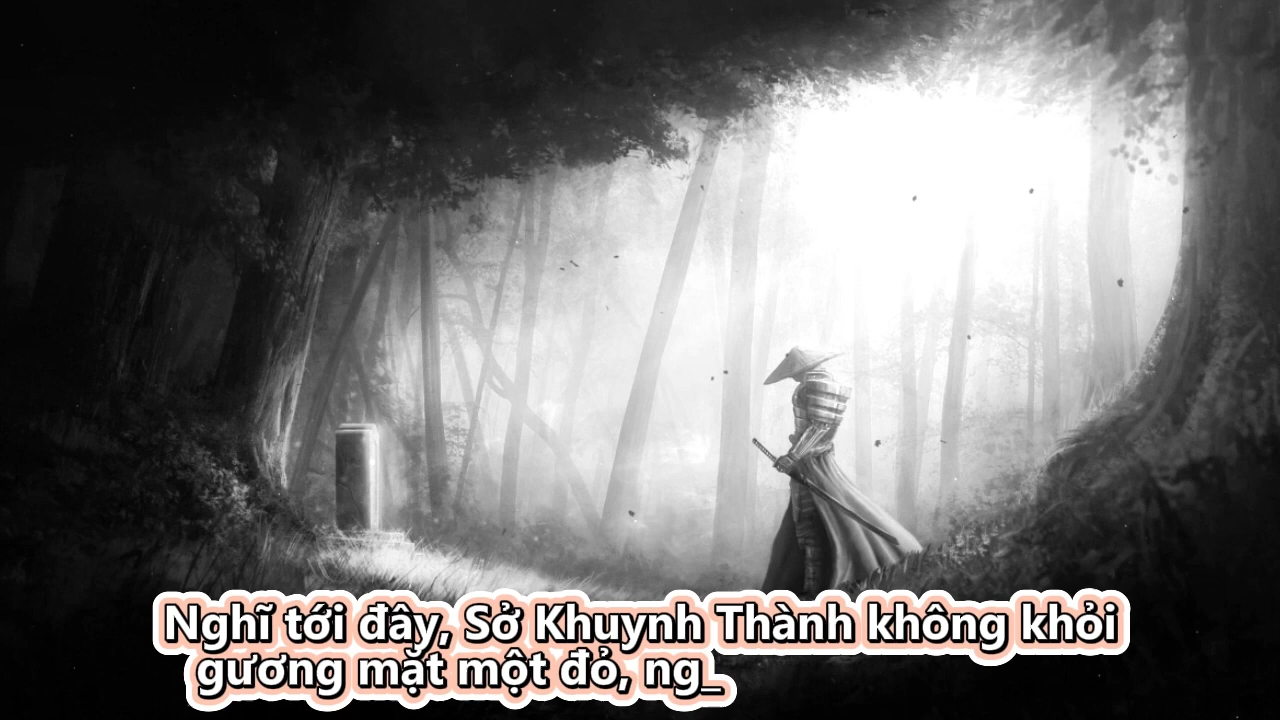 Nghĩ tới đây, Sở Khuynh Thành không khỏi
gương mặt một đỏ, ng_